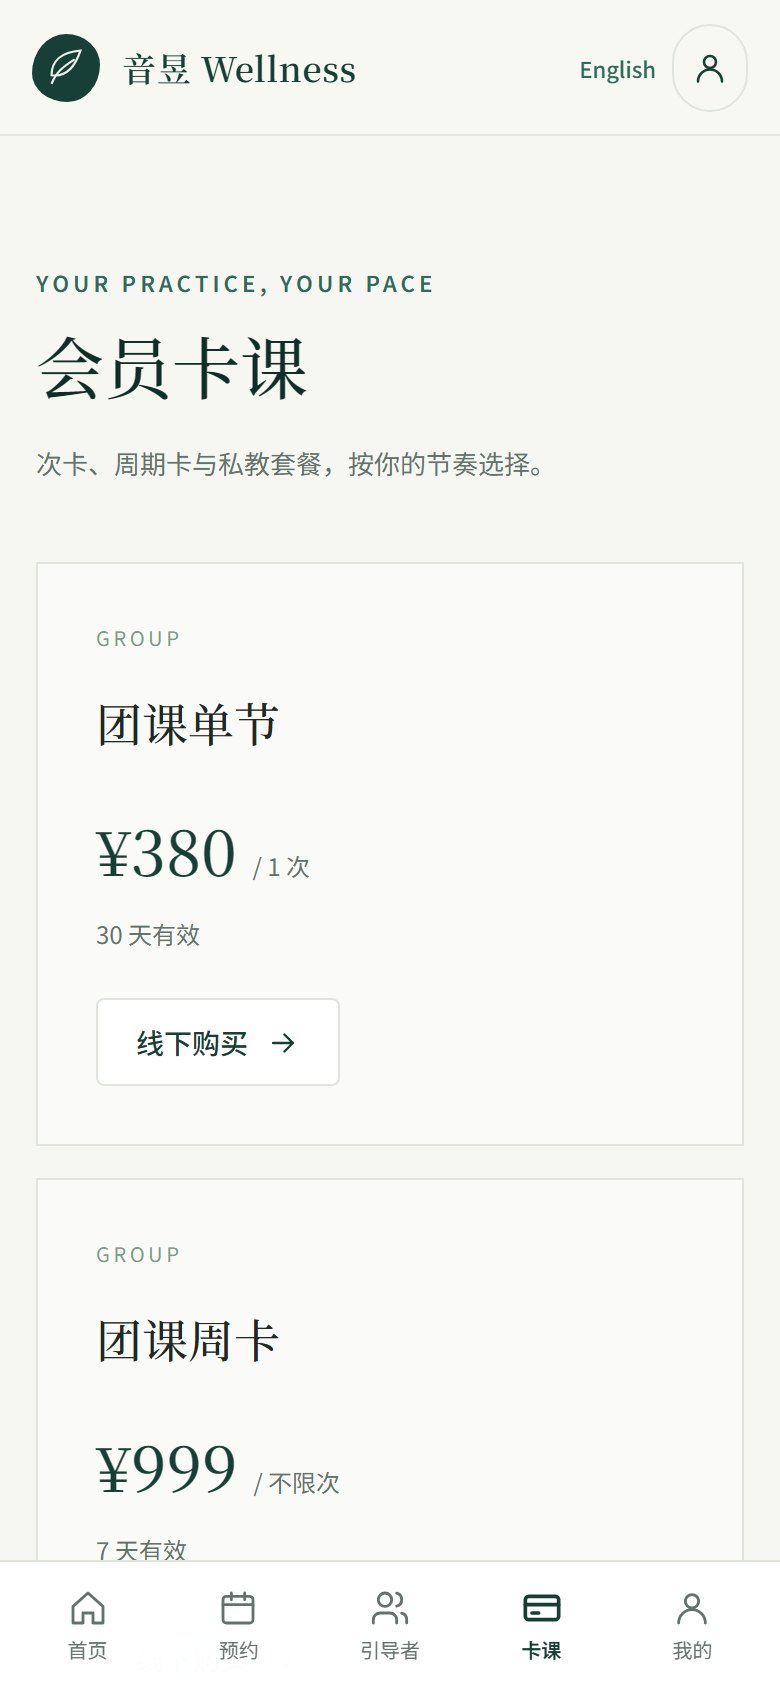 音昱 Wellness
English
YOUR PRACTICE, YOUR PACE
会员卡课
次卡、周期卡与私教套餐，按你的节奏选择。
GROUP
团课单节
¥380 / 1 次
30 天有效
线下购买 →
GROUP
团课周卡
¥999 / 不限次
7 天有效
首页 预约 引导者 卡课 我的